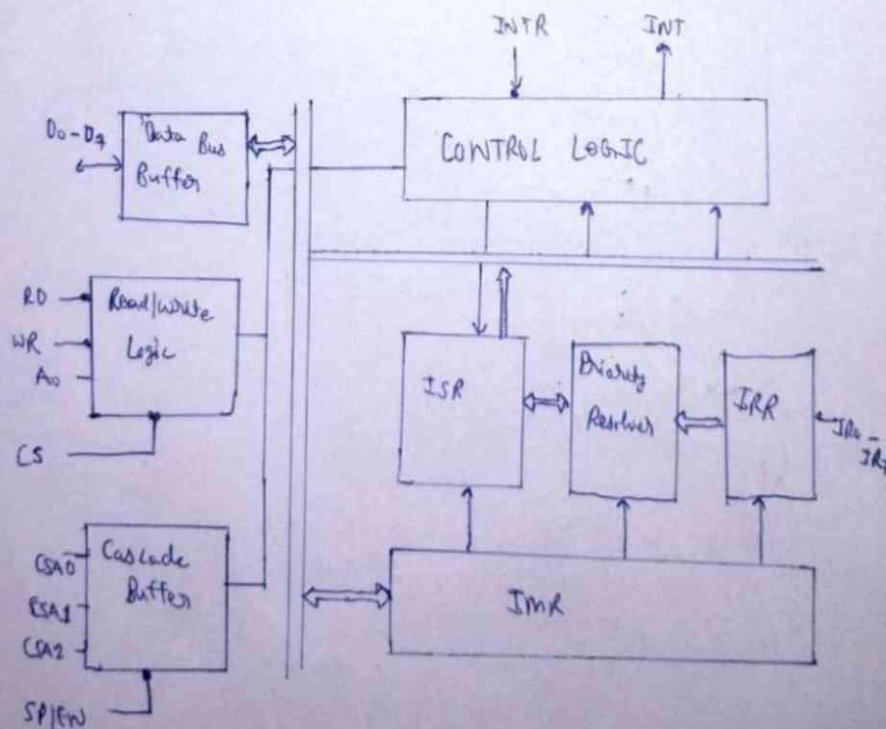 INTR INT
D0-D7
Data Bus
Buffer
CONTROL LOGIC
RD
WR
A0
Read/write
Logic
CS
ISR
Priority
Resolver
IRR
IR0-
IR7
CSA0
CSA1
CSA2
Cascade
Buffer
IMR
SP/EN